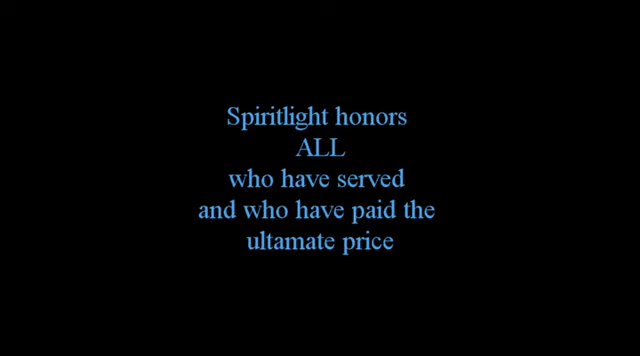 Spiritlight honors
ALL
who have served
and who have paid the
ultamate price